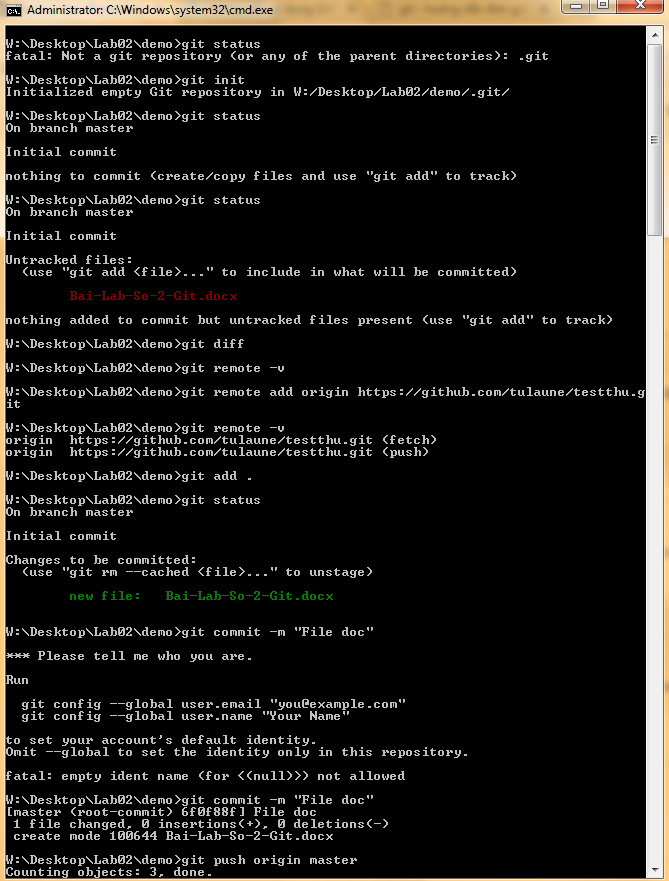 Administrator: C:\Windows\system32\cmd.exe
W:\Desktop\Lab02\demo>git status
fatal: Not a git repository (or any of the parent directories): .git
W:\Desktop\Lab02\demo>git init
Initialized empty Git repository in W:/Desktop/Lab02/demo/.git/
W:\Desktop\Lab02\demo>git status
On branch master
Initial commit
nothing to commit (create/copy files and use "git add" to track)
W:\Desktop\Lab02\demo>git status
On branch master
Initial commit
Untracked files:
  (use "git add <file>..." to include in what will be committed)
        Bai-Lab-So-2-Git.docx
nothing added to commit but untracked files present (use "git add" to track)
W:\Desktop\Lab02\demo>git diff
W:\Desktop\Lab02\demo>git remote -v
W:\Desktop\Lab02\demo>git remote add origin https://github.com/tulaune/testthu.g
it
W:\Desktop\Lab02\demo>git remote -v
origin  https://github.com/tulaune/testthu.git (fetch)
origin  https://github.com/tulaune/testthu.git (push)
W:\Desktop\Lab02\demo>git add .
W:\Desktop\Lab02\demo>git status
On branch master
Initial commit
Changes to be committed:
  (use "git rm --cached <file>..." to unstage)
        new file:   Bai-Lab-So-2-Git.docx
W:\Desktop\Lab02\demo>git commit -m "File doc"
*** Please tell me who you are.
Run
  git config --global user.email "you@example.com"
  git config --global user.name "Your Name"
to set your account's default identity.
Omit --global to set the identity only in this repository.
fatal: empty ident name (for <(null)>) not allowed
W:\Desktop\Lab02\demo>git commit -m "File doc"
[master (root-commit) 6f0f88f] File doc
 1 file changed, 0 insertions(+), 0 deletions(-)
 create mode 100644 Bai-Lab-So-2-Git.docx
W:\Desktop\Lab02\demo>git push origin master
Counting objects: 3, done.